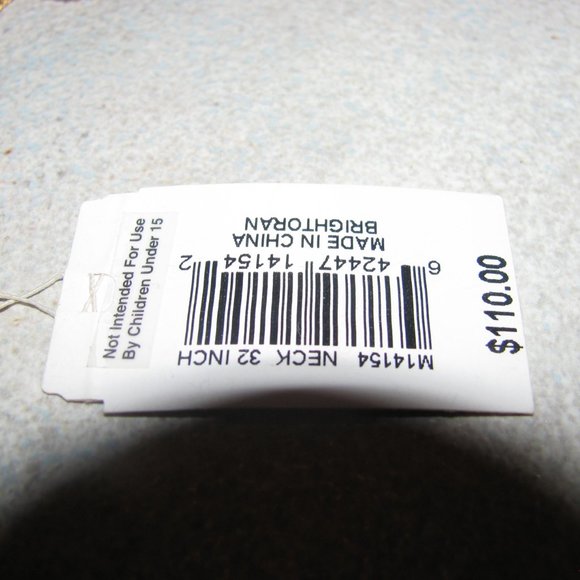 M14154 NECK 32 INCH
6 42447 14154 2
MADE IN CHINA
BRIGHTORAN
$110.00
Not Intended For Use
By Children Under 15